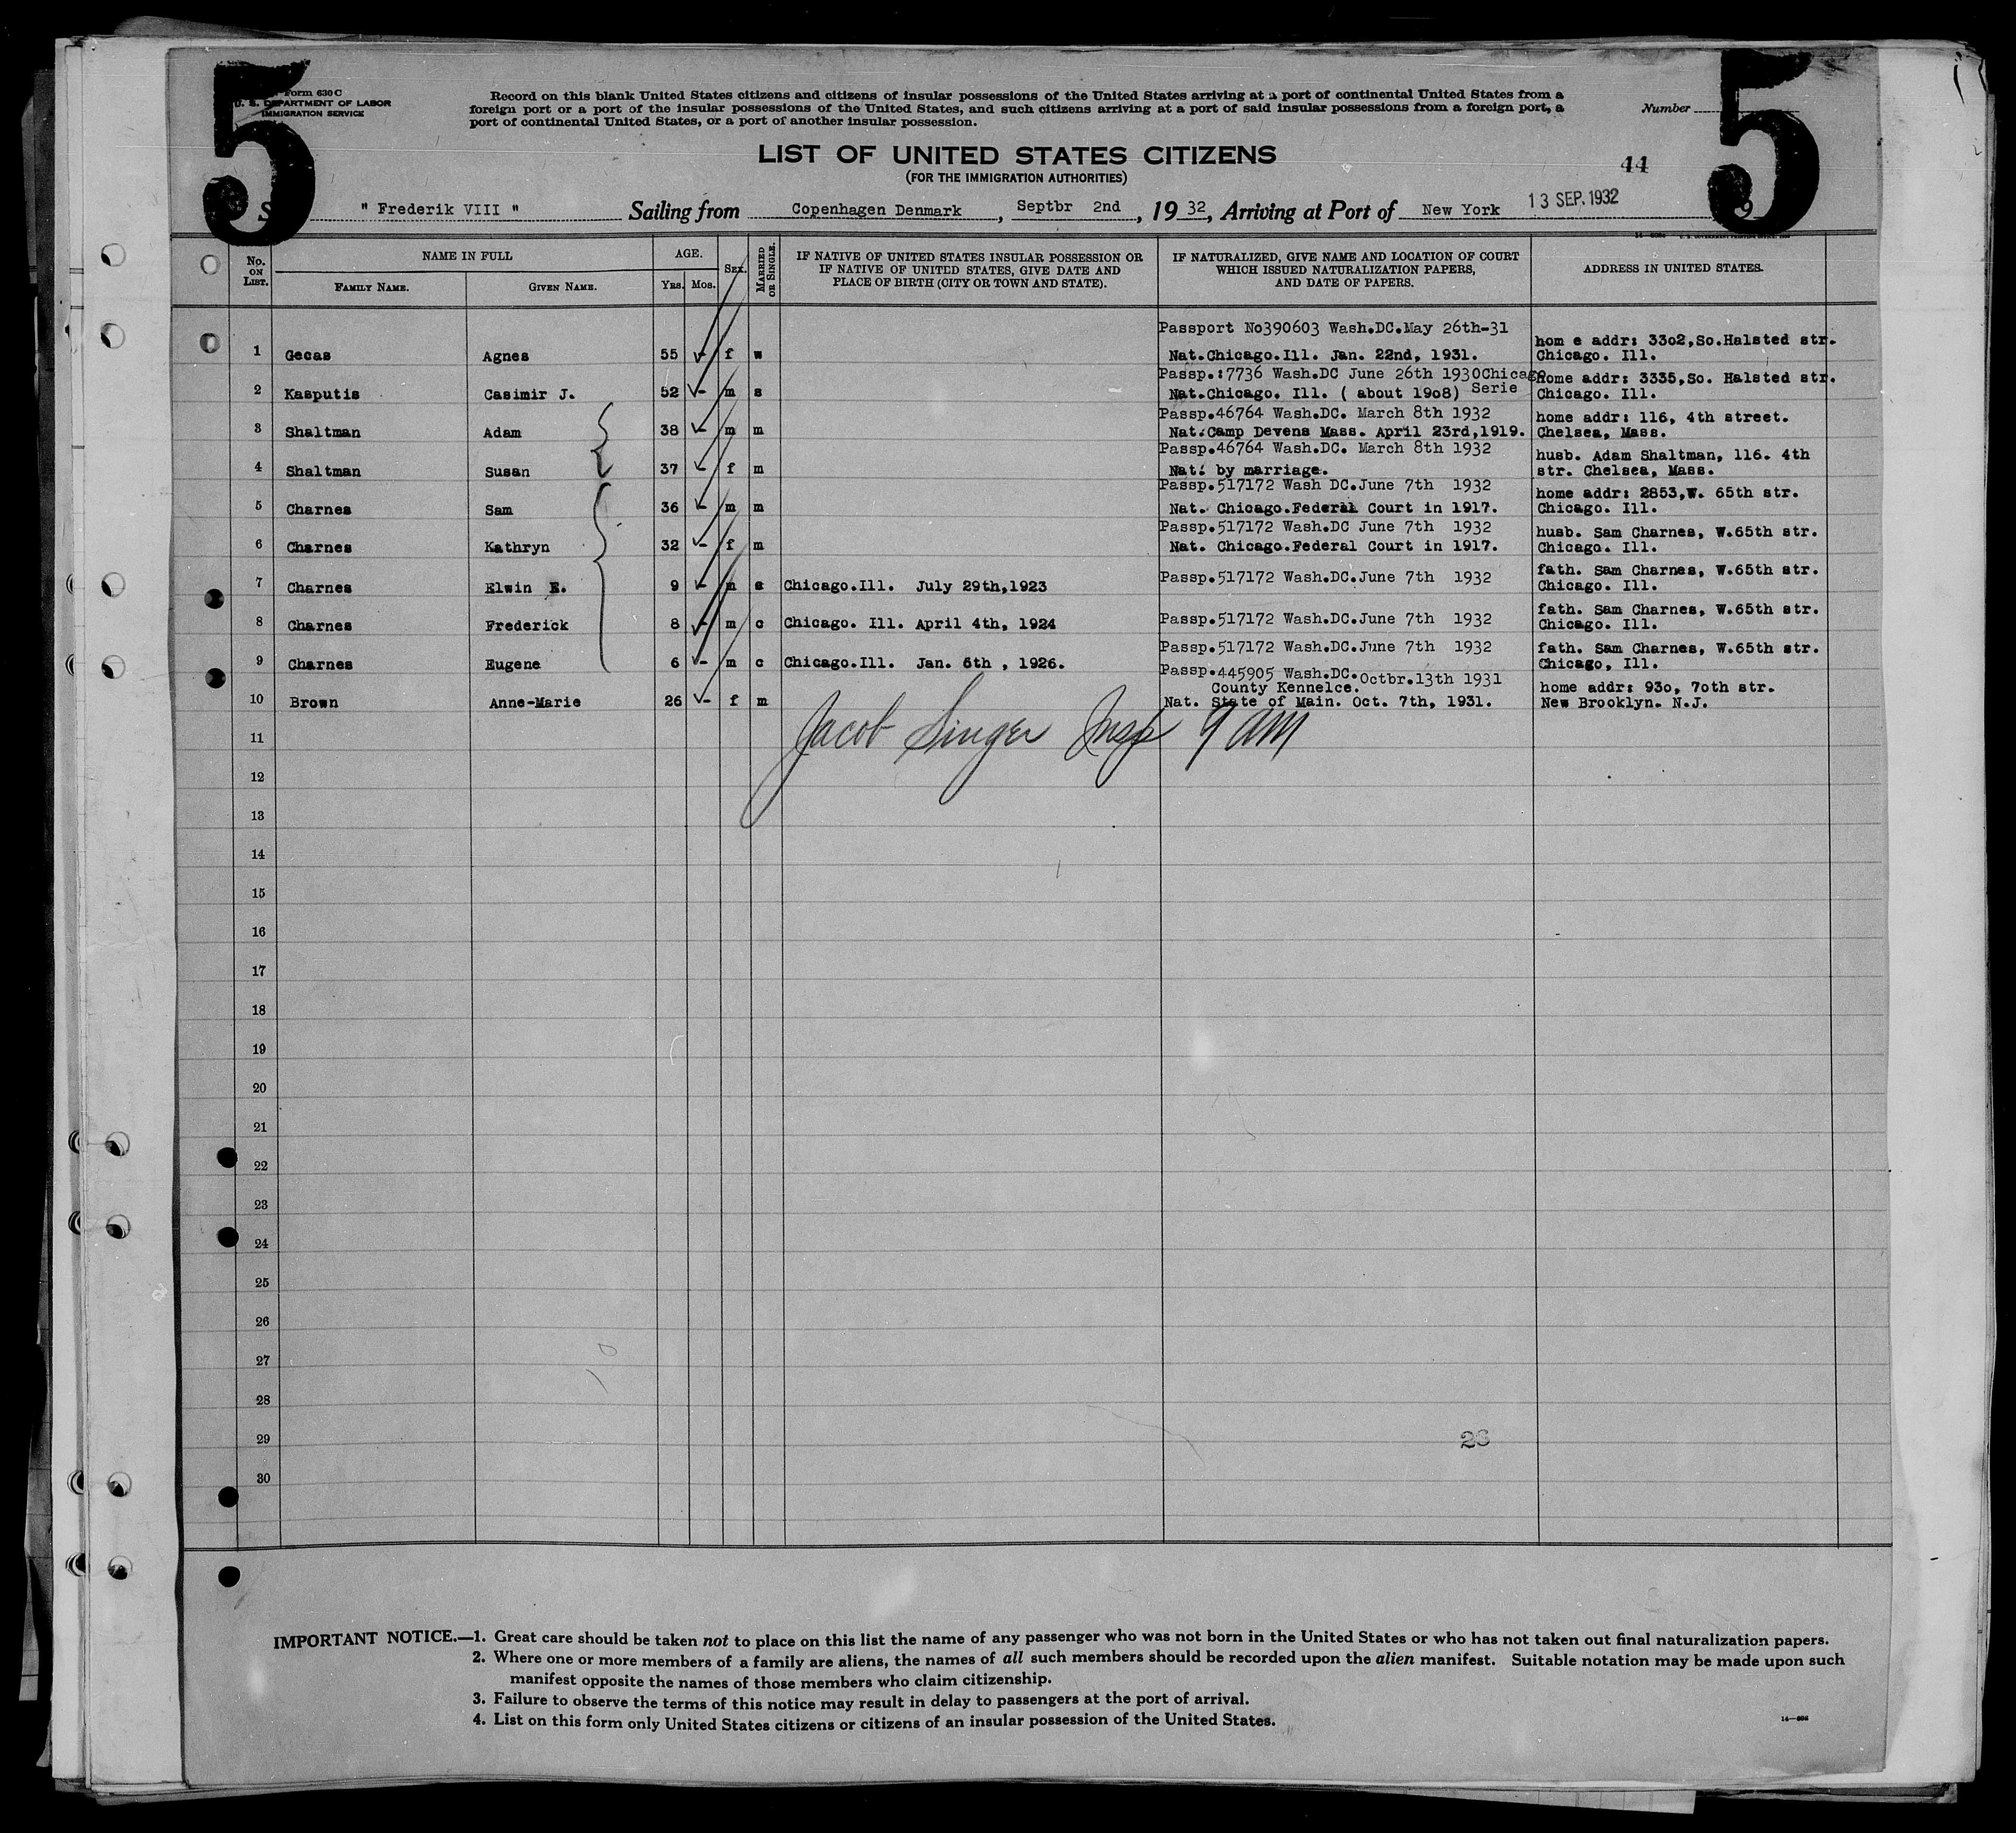 5
5
Form 630 C
U. S. DEPARTMENT OF LABOR
IMMIGRATION SERVICE
Record on this blank United States citizens and citizens of insular possessions of the United States arriving at a port of continental United States from a
foreign port or a port of the insular possessions of the United States, and such citizens arriving at a port of said insular possessions from a foreign port, a
port of continental United States, or a port of another insular possession.
Number
LIST OF UNITED STATES CITIZENS
(FOR THE IMMIGRATION AUTHORITIES)
44
S " Frederik VIII " Sailing from Copenhagen Denmark , Septbr 2nd , 19 32, Arriving at Port of New York 13 SEP. 1932
No. ON LIST. NAME IN FULL AGE. SEX. MARRIED OR SINGLE. IF NATIVE OF UNITED STATES INSULAR POSSESSION OR IF NATIVE OF UNITED STATES, GIVE DATE AND PLACE OF BIRTH (CITY OR TOWN AND STATE). IF NATURALIZED, GIVE NAME AND LOCATION OF COURT WHICH ISSUED NATURALIZATION PAPERS, AND DATE OF PAPERS. ADDRESS IN UNITED STATES.
FAMILY NAME. GIVEN NAME. YRS. MOS.
Passport No390603 Wash.DC.May 26th-31 hom e addr: 33o2,So.Halsted str.
1 Gecas Agnes 55 - f w Nat.Chicago.Ill. Jan. 22nd, 1931. Chicago. Ill.
Passp.:7736 Wash.DC June 26th 1930Chicago home addr: 3335,So. Halsted str.
2 Kasputis Casimir J. 52 - m s Nat.Chicago. Ill. ( about 19o8) Serie Chicago. Ill.
Passp.46764 Wash.DC. March 8th 1932 home addr: 116, 4th street.
3 Shaltman Adam 38 - m m Nat.Camp Devens Mass. April 23rd,1919. Chelsea, Mass.
Passp.46764 Wash.DC. March 8th 1932 husb. Adam Shaltman, 116. 4th
4 Shaltman Susan 37 - f m Nat. by marriage. str. Chelsea, Mass.
Passp.517172 Wash DC.June 7th 1932 home addr: 2853,W. 65th str.
5 Charnes Sam 36 - m m Nat. Chicago.Federal Court in 1917. Chicago. Ill.
Passp.517172 Wash.DC June 7th 1932 husb. Sam Charnes, W.65th str.
6 Charnes Kathryn 32 - f m Nat. Chicago.Federal Court in 1917. Chicago. Ill.
Passp.517172 Wash.DC.June 7th 1932 fath. Sam Charnes, W.65th str.
7 Charnes Elwin E. 9 - m s Chicago.Ill. July 29th,1923 Chicago. Ill.
Passp.517172 Wash.DC.June 7th 1932 fath. Sam Charnes, W.65th str.
8 Charnes Frederick 8 - m c Chicago. Ill. April 4th, 1924 Chicago. Ill.
Passp.517172 Wash.DC.June 7th 1932 fath. Sam Charnes, W.65th str.
9 Charnes Eugene 6 - m c Chicago.Ill. Jan. 6th , 1926. Chicago, Ill.
Passp.445905 Wash.DC.Octbr.13th 1931
County Kennelce. home addr: 93o, 7oth str.
10 Brown Anne-Marie 26 - f m Nat. State of Main. Oct. 7th, 1931. New Brooklyn. N.J.
11 Jacob Singer Insp 9 am
12
13
14
15
16
17
18
19
20
21
22
23
24
25
26
27
28
29
30
IMPORTANT NOTICE.—1. Great care should be taken not to place on this list the name of any passenger who was not born in the United States or who has not taken out final naturalization papers.
2. Where one or more members of a family are aliens, the names of all such members should be recorded upon the alien manifest. Suitable notation may be made upon such
manifest opposite the names of those members who claim citizenship.
3. Failure to observe the terms of this notice may result in delay to passengers at the port of arrival.
4. List on this form only United States citizens or citizens of an insular possession of the United States.